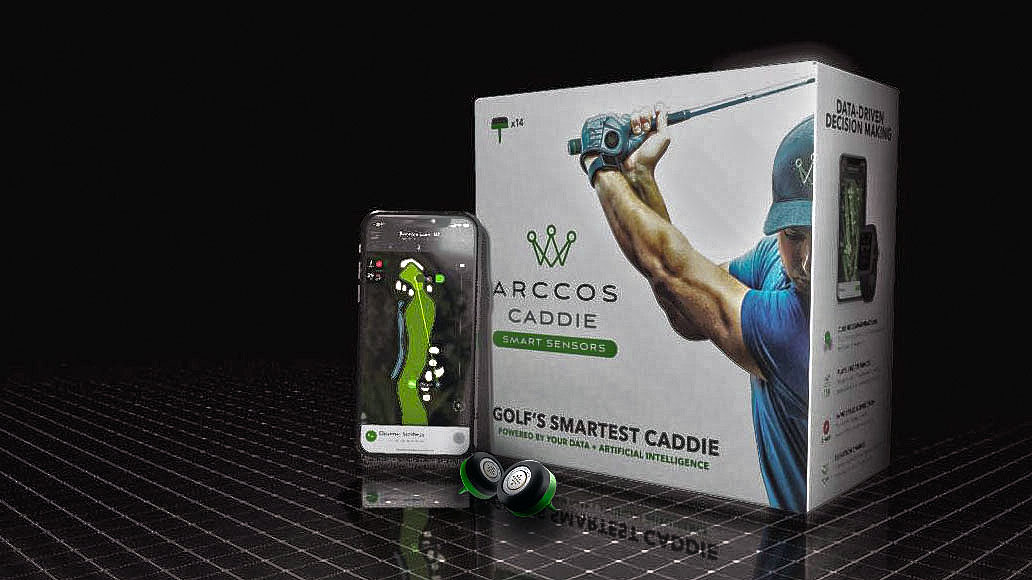 x14
ARCCOS
CADDIE
SMART SENSORS
GOLF'S SMARTEST CADDIE
POWERED BY YOUR DATA + ARTIFICIAL INTELLIGENCE
DATA-DRIVEN
DECISION MAKING